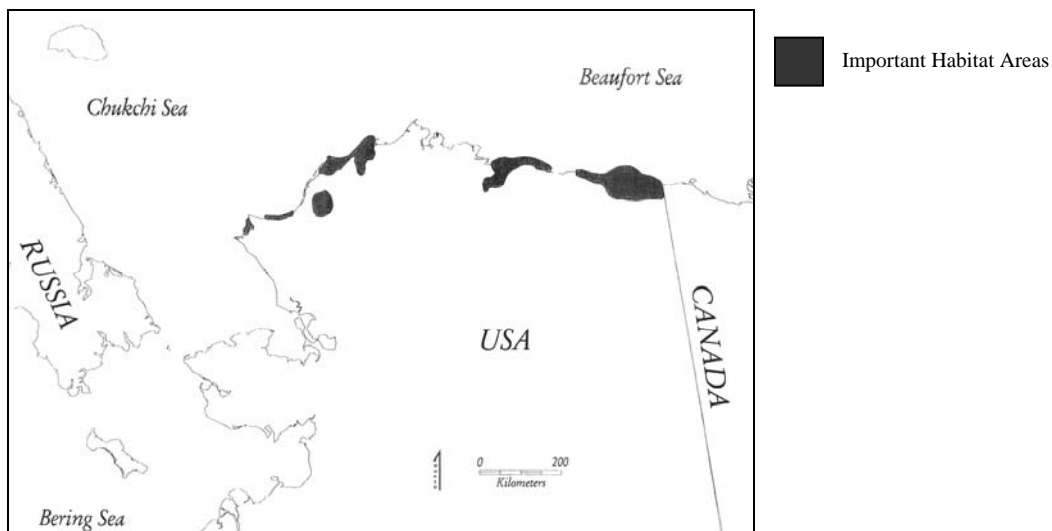 Important Habitat Areas
Beaufort Sea
Chukchi Sea
RUSSIA
USA
CANADA
0 200
Kilometers
Bering Sea